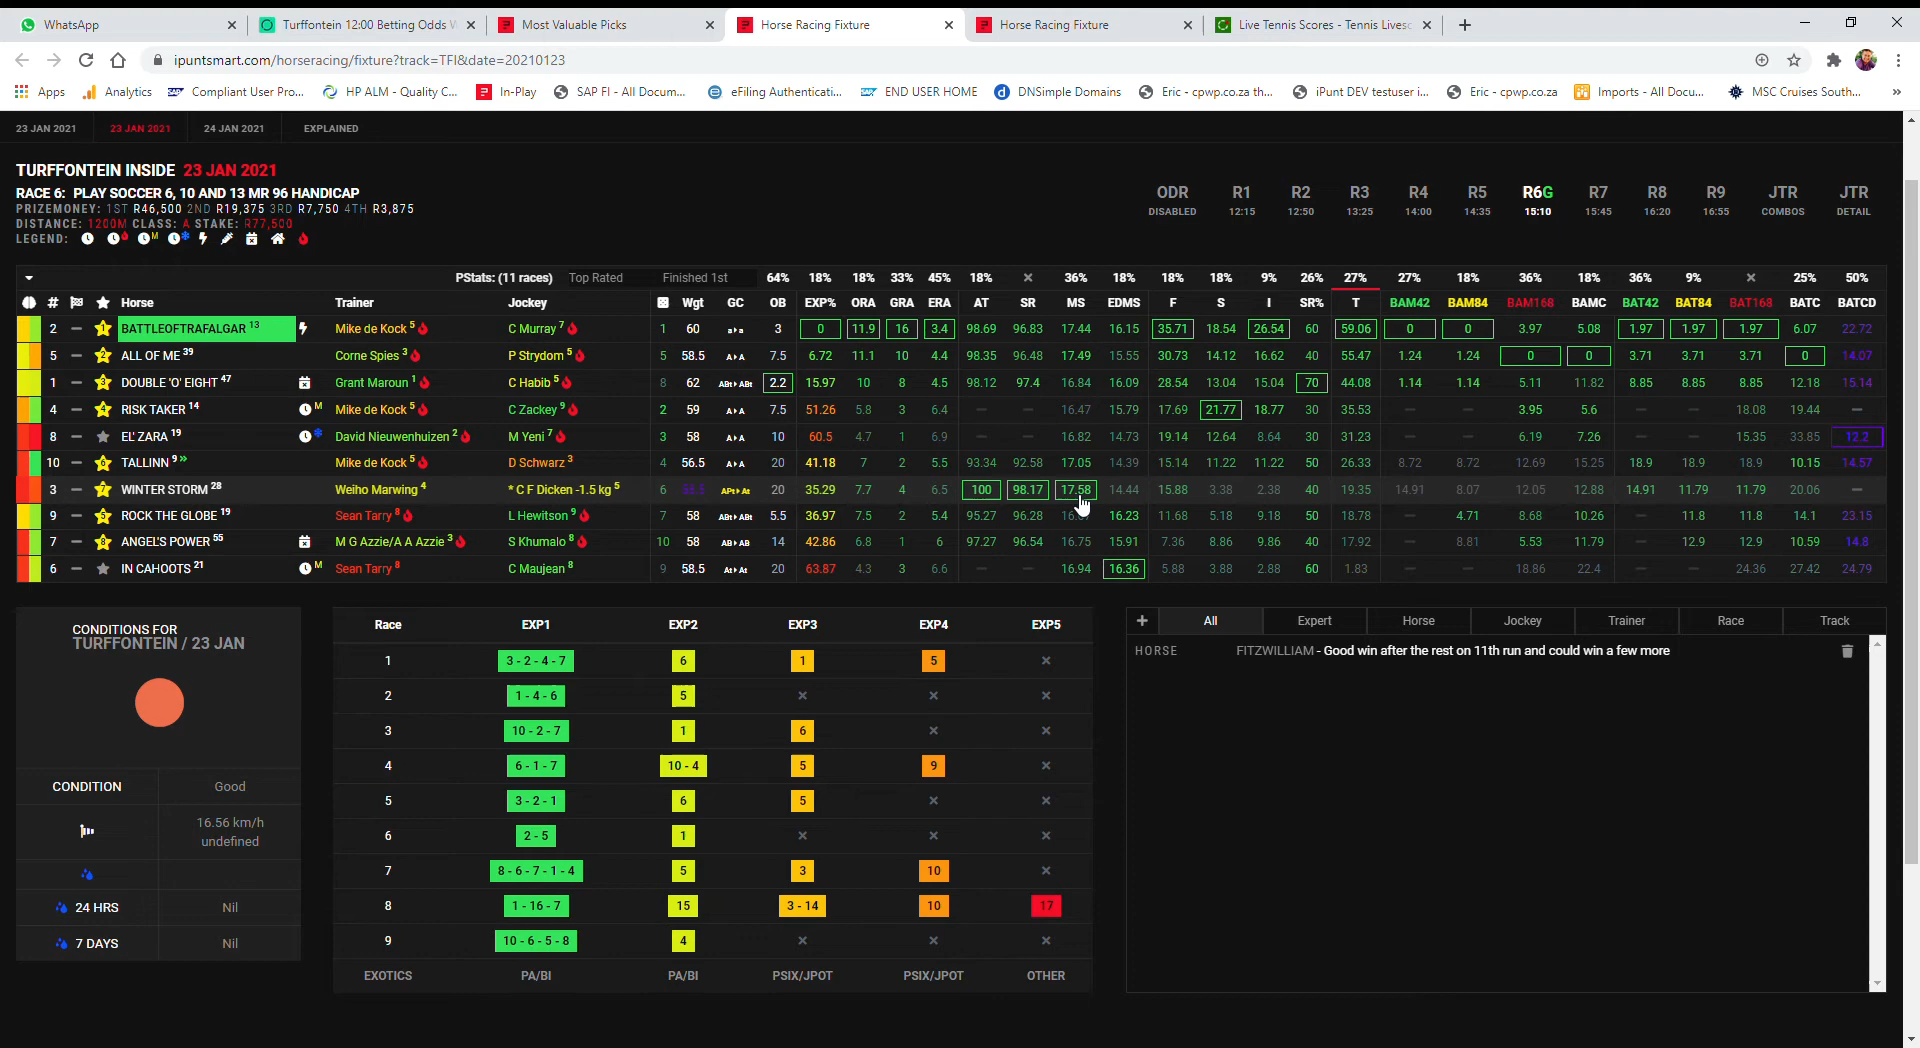 WhatsApp
Turffontein 12:00 Betting Odds W
Most Valuable Picks
Horse Racing Fixture
Horse Racing Fixture
Live Tennis Scores - Tennis Livesc
ipuntsmart.com/horseracing/fixture?track=TFI&date=20210123
Apps
Analytics
Compliant User Pro...
HP ALM - Quality C...
In-Play
SAP FI - All Docum...
eFiling Authenticati...
END USER HOME
DNSimple Domains
Eric - cpwp.co.za th...
iPunt DEV testuser i...
Eric - cpwp.co.za
Imports - All Docu...
MSC Cruises South...
23 JAN 2021 23 JAN 2021 24 JAN 2021 EXPLAINED
TURFFONTEIN INSIDE 23 JAN 2021
RACE 6: PLAY SOCCER 6, 10 AND 13 MR 96 HANDICAP
PRIZEMONEY: 1ST R46,500 2ND R19,375 3RD R7,750 4TH R3,875
DISTANCE: 1200M CLASS: A STAKE: R77,500
LEGEND: M
ODR R1 R2 R3 R4 R5 R6G R7 R8 R9 JTR JTR
DISABLED 12:15 12:50 13:25 14:00 14:35 15:10 15:45 16:20 16:55 COMBOS DETAIL
PStats: (11 races) Top Rated Finished 1st 64% 18% 18% 33% 45% 18% × 36% 18% 18% 18% 9% 26% 27% 27% 18% 36% 18% 36% 9% × 25% 50%
# Horse Trainer Jockey Wgt GC OB EXP% ORA GRA ERA AT SR MS EDMS F S I SR% T BAM42 BAM84 BAM168 BAMC BAT42 BAT84 BAT168 BATC BATCD
2 — 1 BATTLEOFTRAFALGAR 13 Mike de Kock 5 C Murray 7 1 60 a▸a 3 0 11.9 16 3.4 98.69 96.83 17.44 16.15 35.71 18.54 26.54 60 59.06 0 0 3.97 5.08 1.97 1.97 1.97 6.07 22.72
5 — 2 ALL OF ME 39 Corne Spies 3 P Strydom 5 5 58.5 A▸A 7.5 6.72 11.1 10 4.4 98.35 96.48 17.49 15.55 30.73 14.12 16.62 40 55.47 1.24 1.24 0 0 3.71 3.71 3.71 0 14.07
1 — 3 DOUBLE 'O' EIGHT 47 Grant Maroun 1 C Habib 5 8 62 ABt▸ABt 2.2 15.97 10 8 4.5 98.12 97.4 16.84 16.09 28.54 13.04 15.04 70 44.08 1.14 1.14 5.11 11.82 8.85 8.85 8.85 12.18 15.14
4 — 4 RISK TAKER 14 M Mike de Kock 5 C Zackey 9 2 59 A▸A 7.5 51.26 5.8 3 6.4 — — 16.47 15.79 17.69 21.77 18.77 30 35.53 — — 3.95 5.6 — — 18.08 19.44 —
8 — EL' ZARA 19 David Nieuwenhuizen 2 M Yeni 7 3 58 A▸A 10 60.5 4.7 1 6.9 — — 16.82 14.73 19.14 12.64 8.64 30 31.23 — — 6.19 7.26 — — 15.35 33.85 12.2
10 — 6 TALLINN 9 » Mike de Kock 5 D Schwarz 3 4 56.5 A▸A 20 41.18 7 2 5.5 93.34 92.58 17.05 14.39 15.14 11.22 11.22 50 26.33 8.72 8.72 12.69 15.25 18.9 18.9 18.9 10.15 14.57
3 — 7 WINTER STORM 28 Weiho Marwing 4 * C F Dicken -1.5 kg 5 6 APt▸At 20 35.29 7.7 4 6.5 100 98.17 17.58 14.44 15.88 3.38 2.38 40 19.35 14.91 8.07 12.05 12.88 14.91 11.79 11.79 20.06 —
9 — 5 ROCK THE GLOBE 19 Sean Tarry 8 L Hewitson 9 7 58 ABt▸ABt 5.5 36.97 7.5 2 5.4 95.27 96.28 16.23 11.68 5.18 9.18 50 18.78 — 4.71 8.68 10.26 — 11.8 11.8 14.1 23.15
7 — 8 ANGEL'S POWER 55 M G Azzie/A A Azzie 3 S Khumalo 8 10 58 AB▸AB 14 42.86 6.8 1 6 97.27 96.54 16.75 15.91 7.36 8.86 9.86 40 17.92 — 8.81 5.53 11.79 — 12.9 12.9 10.59 14.8
6 — IN CAHOOTS 21 M Sean Tarry 8 C Maujean 8 9 58.5 At▸At 20 63.87 4.3 3 6.6 — — 16.94 16.36 5.88 3.88 2.88 60 1.83 — — 18.86 22.4 — — 24.36 27.42 24.79
CONDITIONS FOR
TURFFONTEIN / 23 JAN
CONDITION Good
16.56 km/h
undefined
24 HRS Nil
7 DAYS Nil
Race EXP1 EXP2 EXP3 EXP4 EXP5
1 3 - 2 - 4 - 7 6 1 5 ×
2 1 - 4 - 6 5 × × ×
3 10 - 2 - 7 1 6 × ×
4 6 - 1 - 7 10 - 4 5 9 ×
5 3 - 2 - 1 6 5 × ×
6 2 - 5 1 × × ×
7 8 - 6 - 7 - 1 - 4 5 3 10 ×
8 1 - 16 - 7 15 3 - 14 10 17
9 10 - 6 - 5 - 8 4 × × ×
EXOTICS PA/BI PA/BI PSIX/JPOT PSIX/JPOT OTHER
+ All Expert Horse Jockey Trainer Race Track
HORSE FITZWILLIAM - Good win after the rest on 11th run and could win a few more